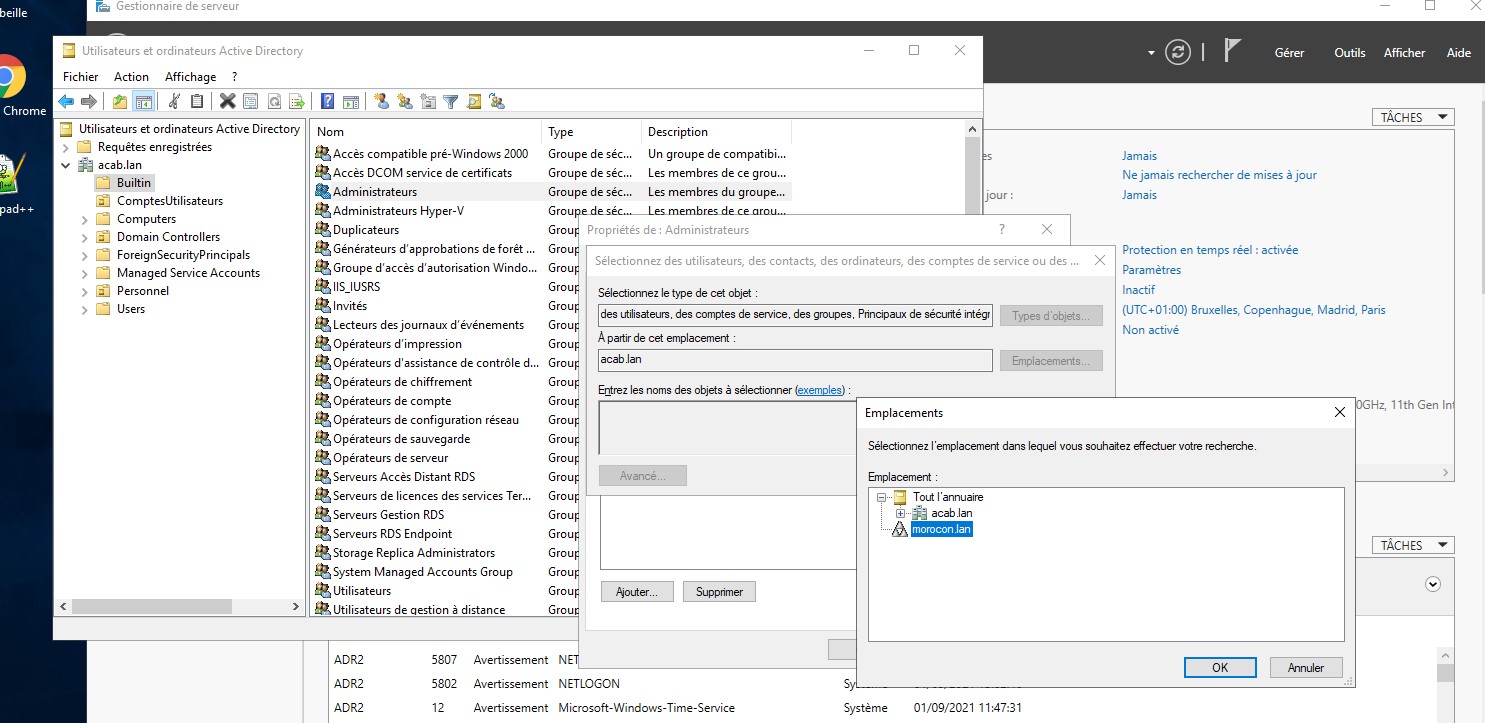 beille
Gestionnaire de serveur
Chrome
pad++
Gérer Outils Afficher Aide
Utilisateurs et ordinateurs Active Directory
Fichier Action Affichage ?
Utilisateurs et ordinateurs Active Directory
Requêtes enregistrées
acab.lan
Builtin
ComptesUtilisateurs
Computers
Domain Controllers
ForeignSecurityPrincipals
Managed Service Accounts
Personnel
Users
Nom Type Description
Accès compatible pré-Windows 2000 Groupe de séc... Un groupe de compatibi...
Accès DCOM service de certificats Groupe de séc... Les membres de ce grou...
Administrateurs Groupe de séc... Les membres du groupe...
Administrateurs Hyper-V Groupe de séc... Les membres de ce grou...
Duplicateurs Group
Générateurs d'approbations de forêt ... Group
Groupe d'accès d'autorisation Windo... Group
IIS_IUSRS Group
Invités Group
Lecteurs des journaux d'événements Group
Opérateurs d'impression Group
Opérateurs d'assistance de contrôle d... Group
Opérateurs de chiffrement Group
Opérateurs de compte Group
Opérateurs de configuration réseau Group
Opérateurs de sauvegarde Group
Opérateurs de serveur Group
Serveurs Accès Distant RDS Group
Serveurs de licences des services Ter... Group
Serveurs Gestion RDS Group
Serveurs RDS Endpoint Group
Storage Replica Administrators Group
System Managed Accounts Group Group
Utilisateurs Group
Utilisateurs de gestion à distance Group
Propriétés de : Administrateurs ?
Sélectionnez des utilisateurs, des contacts, des ordinateurs, des comptes de service ou des ...
Sélectionnez le type de cet objet :
des utilisateurs, des comptes de service, des groupes, Principaux de sécurité intégr
Types d'objets...
À partir de cet emplacement :
acab.lan
Emplacements...
Entrez les noms des objets à sélectionner (exemples) :
Avancé...
Ajouter... Supprimer
Emplacements
Sélectionnez l'emplacement dans lequel vous souhaitez effectuer votre recherche.
Emplacement :
Tout l'annuaire
acab.lan
morocon.lan
OK Annuler
TÂCHES
es Jamais
Ne jamais rechercher de mises à jour
jour : Jamais
Protection en temps réel : activée
Paramètres
Inactif
(UTC+01:00) Bruxelles, Copenhague, Madrid, Paris
Non activé
0GHz, 11th Gen Int
TÂCHES
ADR2 5807 Avertissement NET
ADR2 5802 Avertissement NETLOGON
ADR2 12 Avertissement Microsoft-Windows-Time-Service Système 01/09/2021 11:47:31